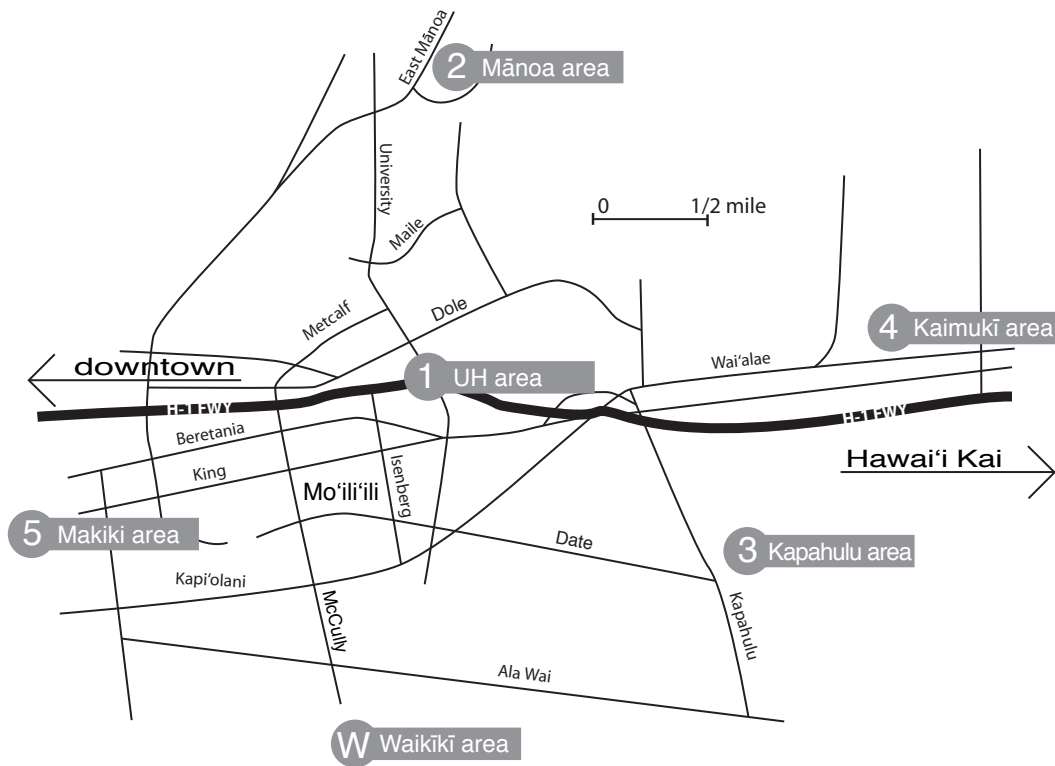 East Mānoa
2 Mānoa area
University
0 1/2 mile
Maile
Metcalf
Dole
4 Kaimukī area
Wai‘alae
downtown
1 UH area
H-1 FWY
H-1 FWY
Beretania
King
Isenberg
Mo‘ili‘ili
Hawai‘i Kai
5 Makiki area
Date
3 Kapahulu area
Kapi‘olani
McCully
Kapahulu
Ala Wai
W Waikīkī area